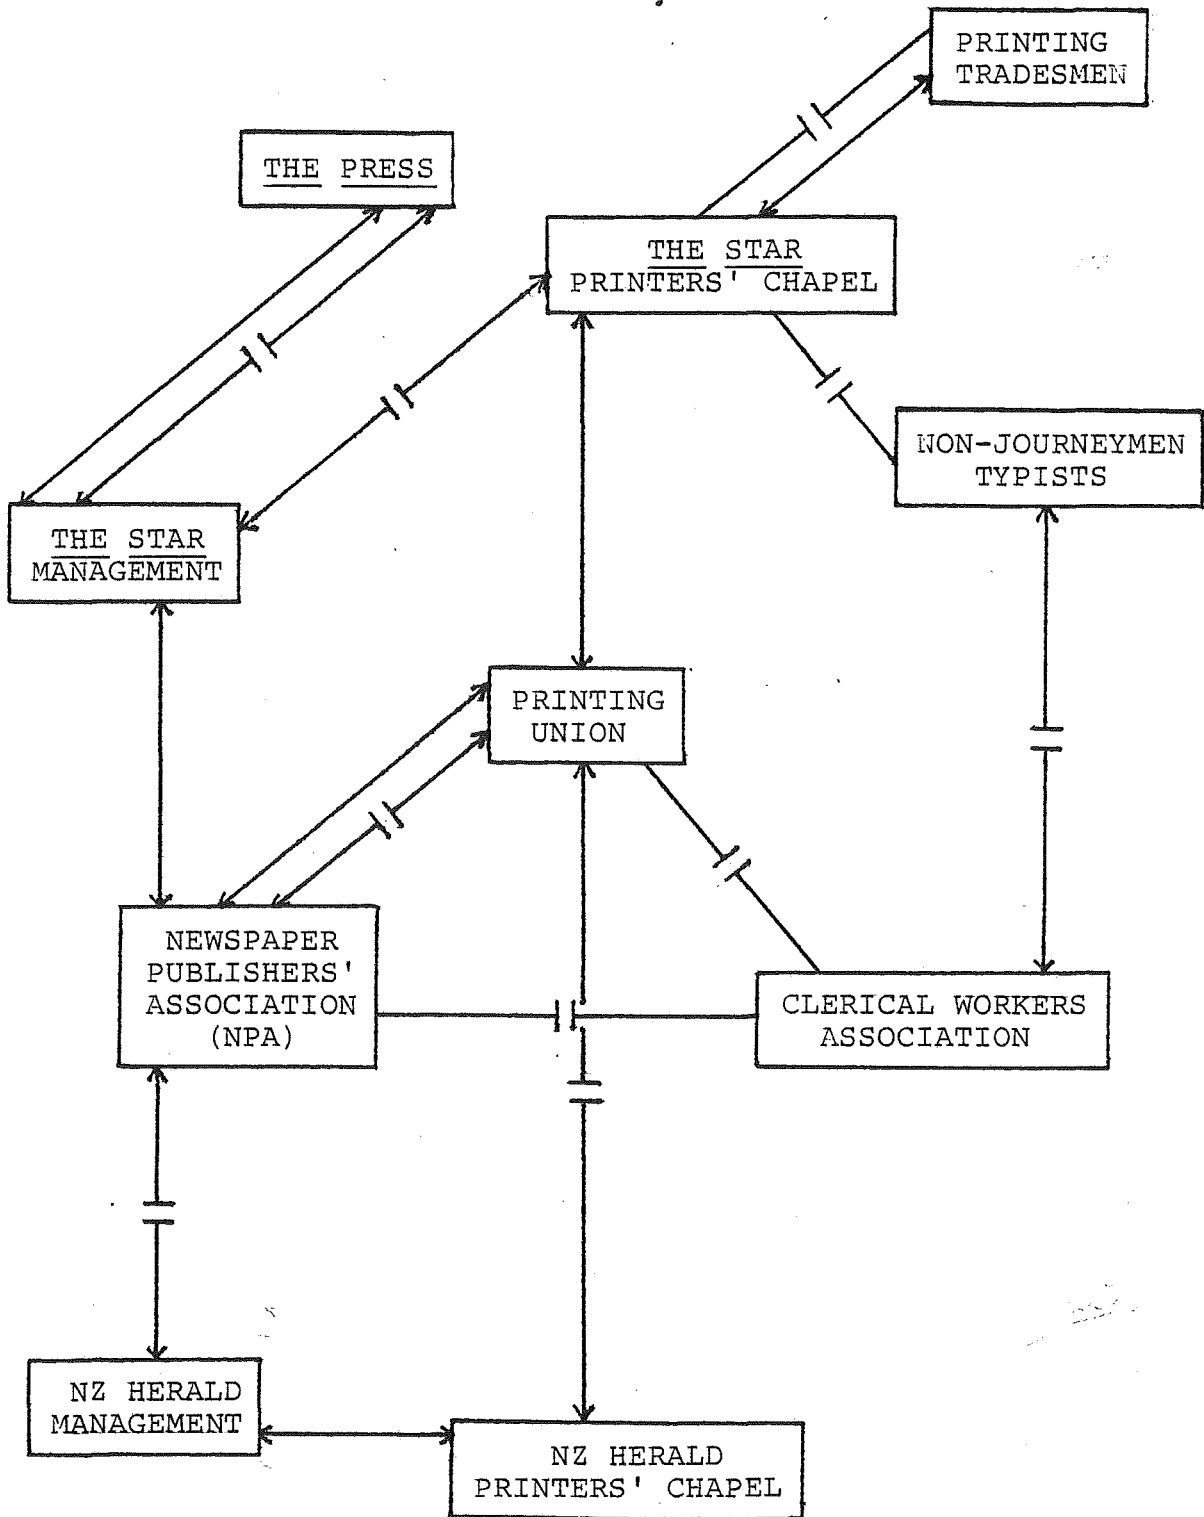 PRINTING
TRADESMEN
THE PRESS
THE STAR
PRINTERS' CHAPEL
NON-JOURNEYMEN
TYPISTS
THE STAR
MANAGEMENT
PRINTING
UNION
NEWSPAPER
PUBLISHERS'
ASSOCIATION
(NPA)
CLERICAL WORKERS
ASSOCIATION
NZ HERALD
MANAGEMENT
NZ HERALD
PRINTERS' CHAPEL